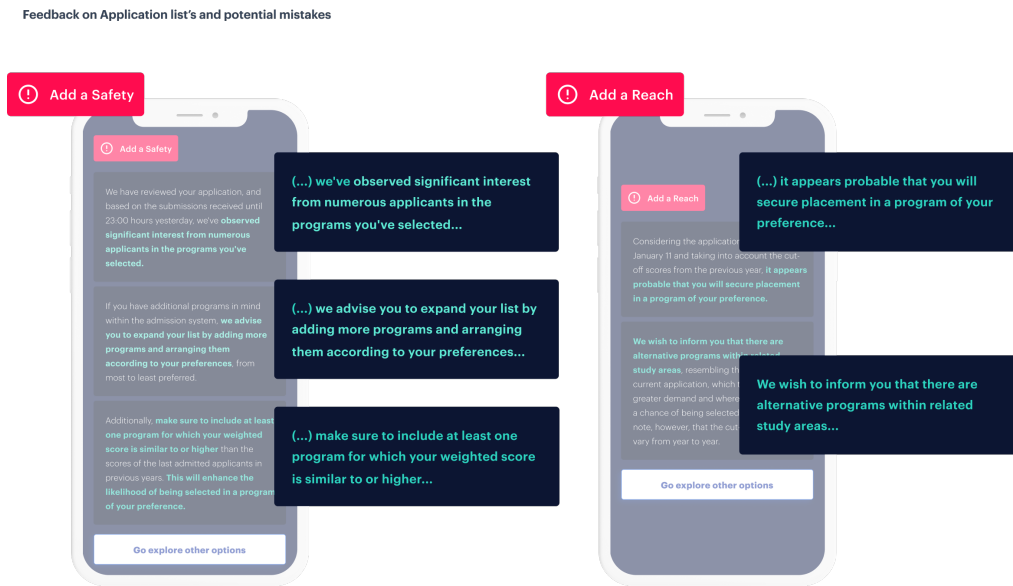 Feedback on Application list's and potential mistakes
Add a Safety
Add a Safety
We have reviewed your application, and
based on the submissions received until
23:00 hours yesterday, we've observed
significant interest from numerous
applicants in the programs you've
selected.
If you have additional programs in mind
within the admission system, we advise
you to expand your list by adding more
programs and arranging them
according to your preferences, from
most to least preferred.
Additionally, make sure to include at least
one program for which your weighted
score is similar to or higher than the
scores of the last admitted applicants in
previous years. This will enhance the
likelihood of being selected in a program
of your preference.
Go explore other options
(...) we've observed significant interest
from numerous applicants in the
programs you've selected...
(...) we advise you to expand your list by
adding more programs and arranging
them according to your preferences...
(...) make sure to include at least one
program for which your weighted score
is similar to or higher...
Add a Reach
Add a Reach
Considering the application
January 11 and taking into account the cut-
off scores from the previous year, it appears
probable that you will secure placement
in a program of your preference.
We wish to inform you that there are
alternative programs within related
study areas, resembling
current application, which
greater demand and where
a chance of being selected
note, however, that the cut-
vary from year to year.
Go explore other options
(...) it appears probable that you will
secure placement in a program of your
preference...
We wish to inform you that there are
alternative programs within related
study areas...